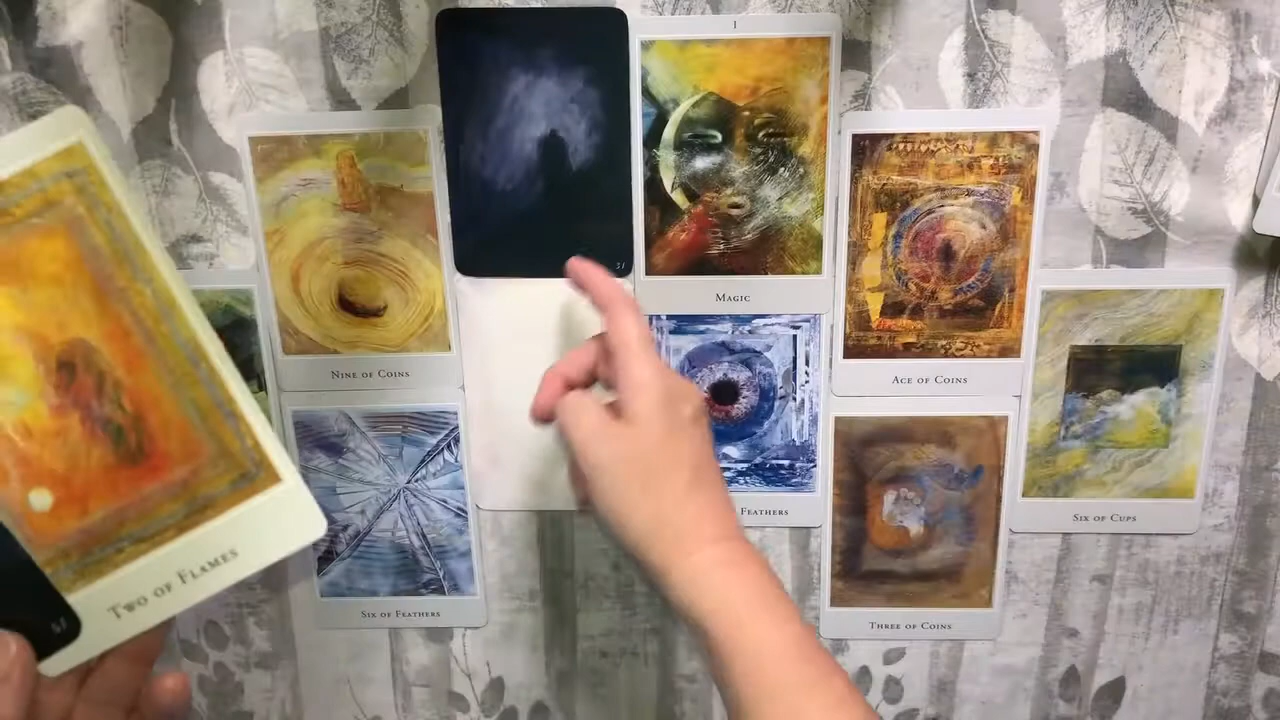 I
MAGIC
NINE OF COINS
ACE OF COINS
FEATHERS
SIX OF CUPS
TWO OF FLAMES
SIX OF FEATHERS
THREE OF COINS